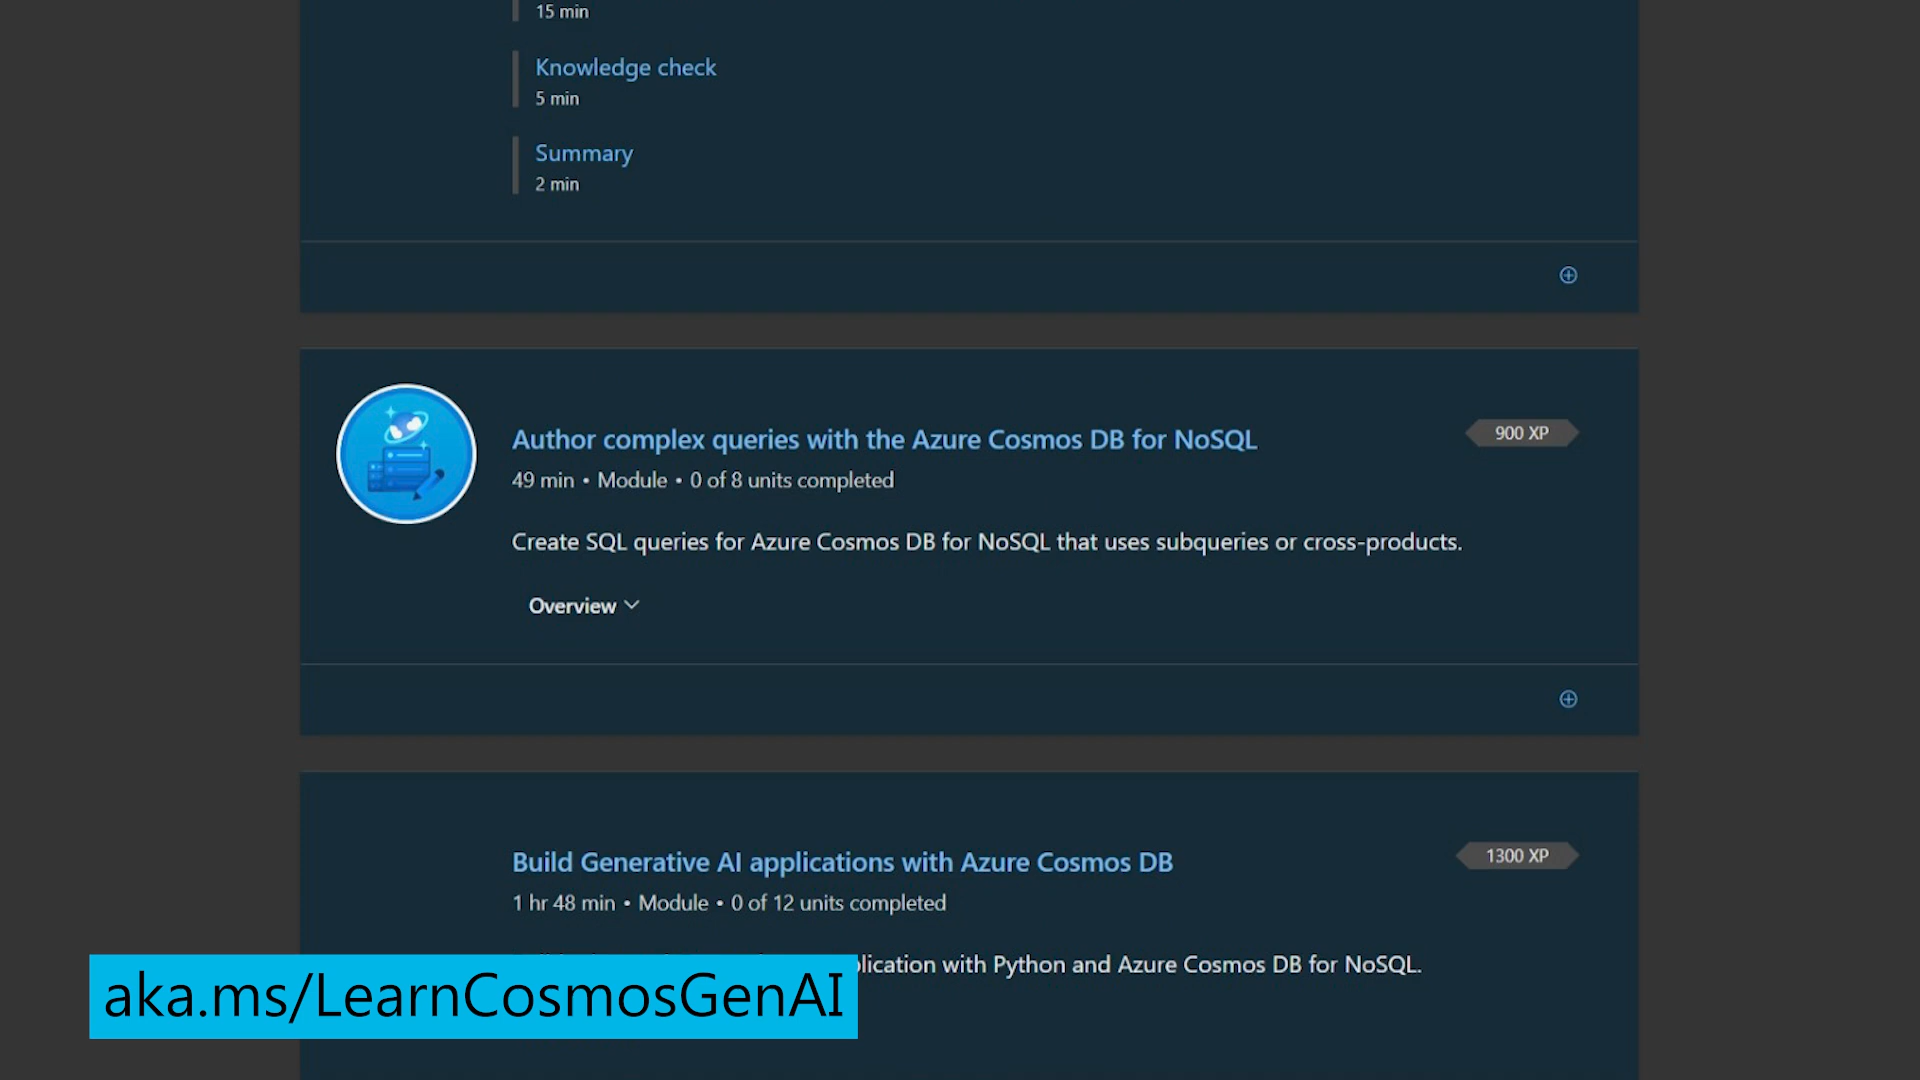 15 min
Knowledge check
5 min
Summary
2 min
Author complex queries with the Azure Cosmos DB for NoSQL
900 XP
49 min • Module • 0 of 8 units completed
Create SQL queries for Azure Cosmos DB for NoSQL that uses subqueries or cross-products.
Overview
Build Generative AI applications with Azure Cosmos DB
1300 XP
1 hr 48 min • Module • 0 of 12 units completed
with Python and Azure Cosmos DB for NoSQL.
aka.ms/LearnCosmosGenAI